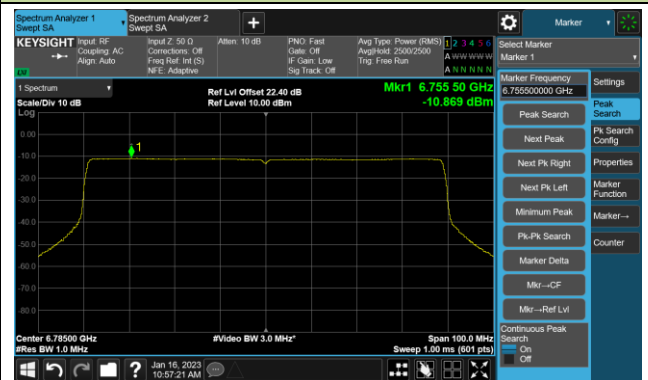 Spectrum Analyzer 1
Swept SA
Spectrum Analyzer 2
Swept SA
+
Marker
KEYSIGHT
Input: RF
Coupling: AC
Align: Auto
Input Z: 50 Ω
Corrections: Off
Freq Ref: Int (S)
NFE: Adaptive
Atten: 10 dB
PNO: Fast
Gate: Off
IF Gain: Low
Sig Track: Off
Avg Type: Power (RMS)
Avg|Hold: 2500/2500
Trig: Free Run
1 2 3 4 5 6
A W W W W W
A N N N N N
LXI
Select Marker
Marker 1
1 Spectrum
Scale/Div 10 dB
Log
Ref Lvl Offset 22.40 dB
Ref Level 10.00 dBm
Mkr1 6.755 50 GHz
-10.869 dBm
1
0.00
-10.0
-20.0
-30.0
-40.0
-50.0
-60.0
-70.0
-80.0
Center 6.78500 GHz
#Res BW 1.0 MHz
#Video BW 3.0 MHz*
Span 100.0 MHz
Sweep 1.00 ms (601 pts)
Marker Frequency
6.755500000 GHz
Peak Search
Next Peak
Next Pk Right
Next Pk Left
Minimum Peak
Pk-Pk Search
Marker Delta
Mkr→CF
Mkr→Ref Lvl
Continuous Peak
Search
On
Off
Settings
Peak
Search
Pk Search
Config
Properties
Marker
Function
Marker→
Counter
?
Jan 16, 2023
10:57:21 AM